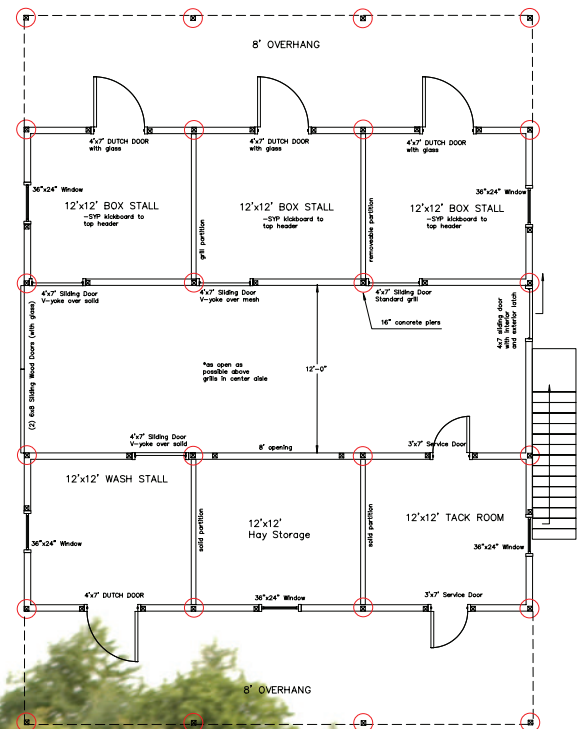 8' OVERHANG
4'x7' DUTCH DOOR
with glass
4'x7' DUTCH DOOR
with glass
4'x7' DUTCH DOOR
with glass
36"x24" Window
12'x12' BOX STALL
-SYP kickboard to
top header
grill partition
12'x12' BOX STALL
-SYP kickboard to
top header
removeable partition
36"x24" Window
12'x12' BOX STALL
-SYP kickboard to
top header
4'x7' Sliding Door
V-yoke over solid
4'x7' Sliding Door
V-yoke over mesh
4'x7' Sliding Door
Standard grill
16" concrete piers
4x7 sliding door
with interior
and exterior latch
(2) 6x8 Sliding Wood Doors (with glass)
*as open as
possible above
grills in center aisle
12'-0"
4'x7' Sliding Door
V-yoke over solid
8' opening
3'x7' Service Door
12'x12' WASH STALL
solid partition
12'x12'
Hay Storage
solid partition
12'x12' TACK ROOM
36"x24" Window
36"x24" Window
4'x7' DUTCH DOOR
36"x24" Window
3'x7' Service Door
8' OVERHANG